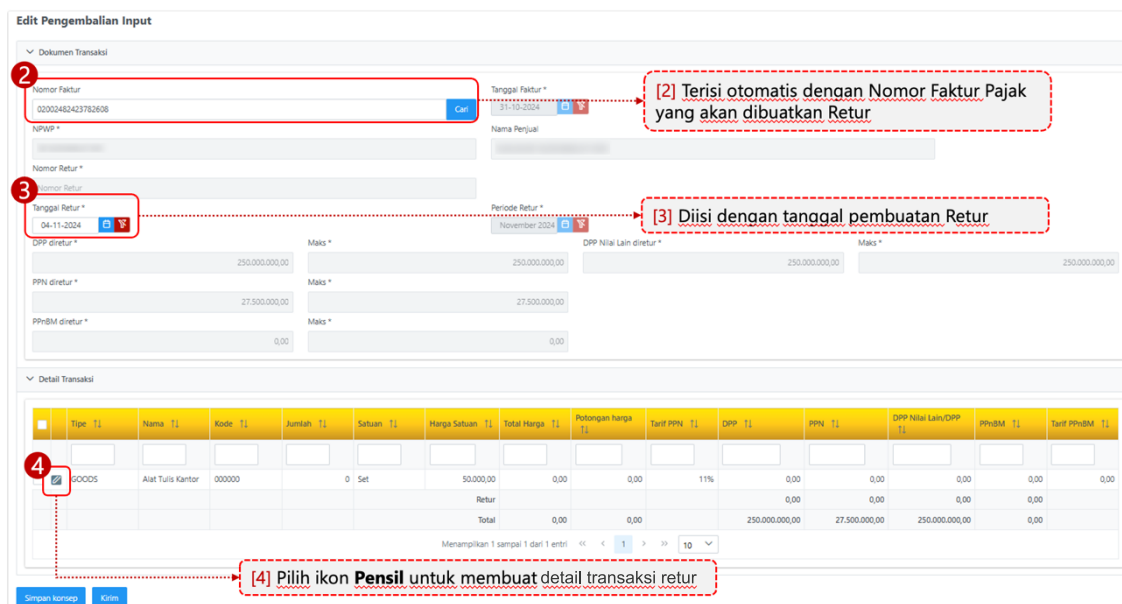 Edit Pengembalian Input
Dokumen Transaksi
2
Nomor Faktur
Tanggal Faktur *
02002482423782608
Cari
31-10-2024
[2] Terisi otomatis dengan Nomor Faktur Pajak
yang akan dibuatkan Retur
NPWP *
Nama Penjual
Nomor Retur *
Nomor Retur
3
Tanggal Retur *
Periode Retur *
04-11-2024
November 2024
[3] Diisi dengan tanggal pembuatan Retur
DPP diretur *
Maks *
DPP Nilai Lain diretur *
Maks *
250.000.000,00
250.000.000,00
250.000.000,00
250.000.000,00
PPN diretur *
Maks *
27.500.000,00
27.500.000,00
PPnBM diretur *
Maks *
0,00
0,00
Detail Transaksi
Tipe
Nama
Kode
Jumlah
Satuan
Harga Satuan
Total Harga
Potongan harga
Tarif PPN
DPP
PPN
DPP Nilai Lain/DPP
PPnBM
Tarif PPnBM
4
GOODS
Alat Tulis Kantor
000000
0
Set
50.000,00
0,00
0,00
11%
0,00
0,00
0,00
0,00
0,00
Retur
0,00
0,00
0,00
0,00
Total
0,00
0,00
250.000.000,00
27.500.000,00
250.000.000,00
0,00
Menampilkan 1 sampai 1 dari 1 entri
1
10
[4] Pilih ikon Pensil untuk membuat detail transaksi retur
Simpan konsep
Kirim